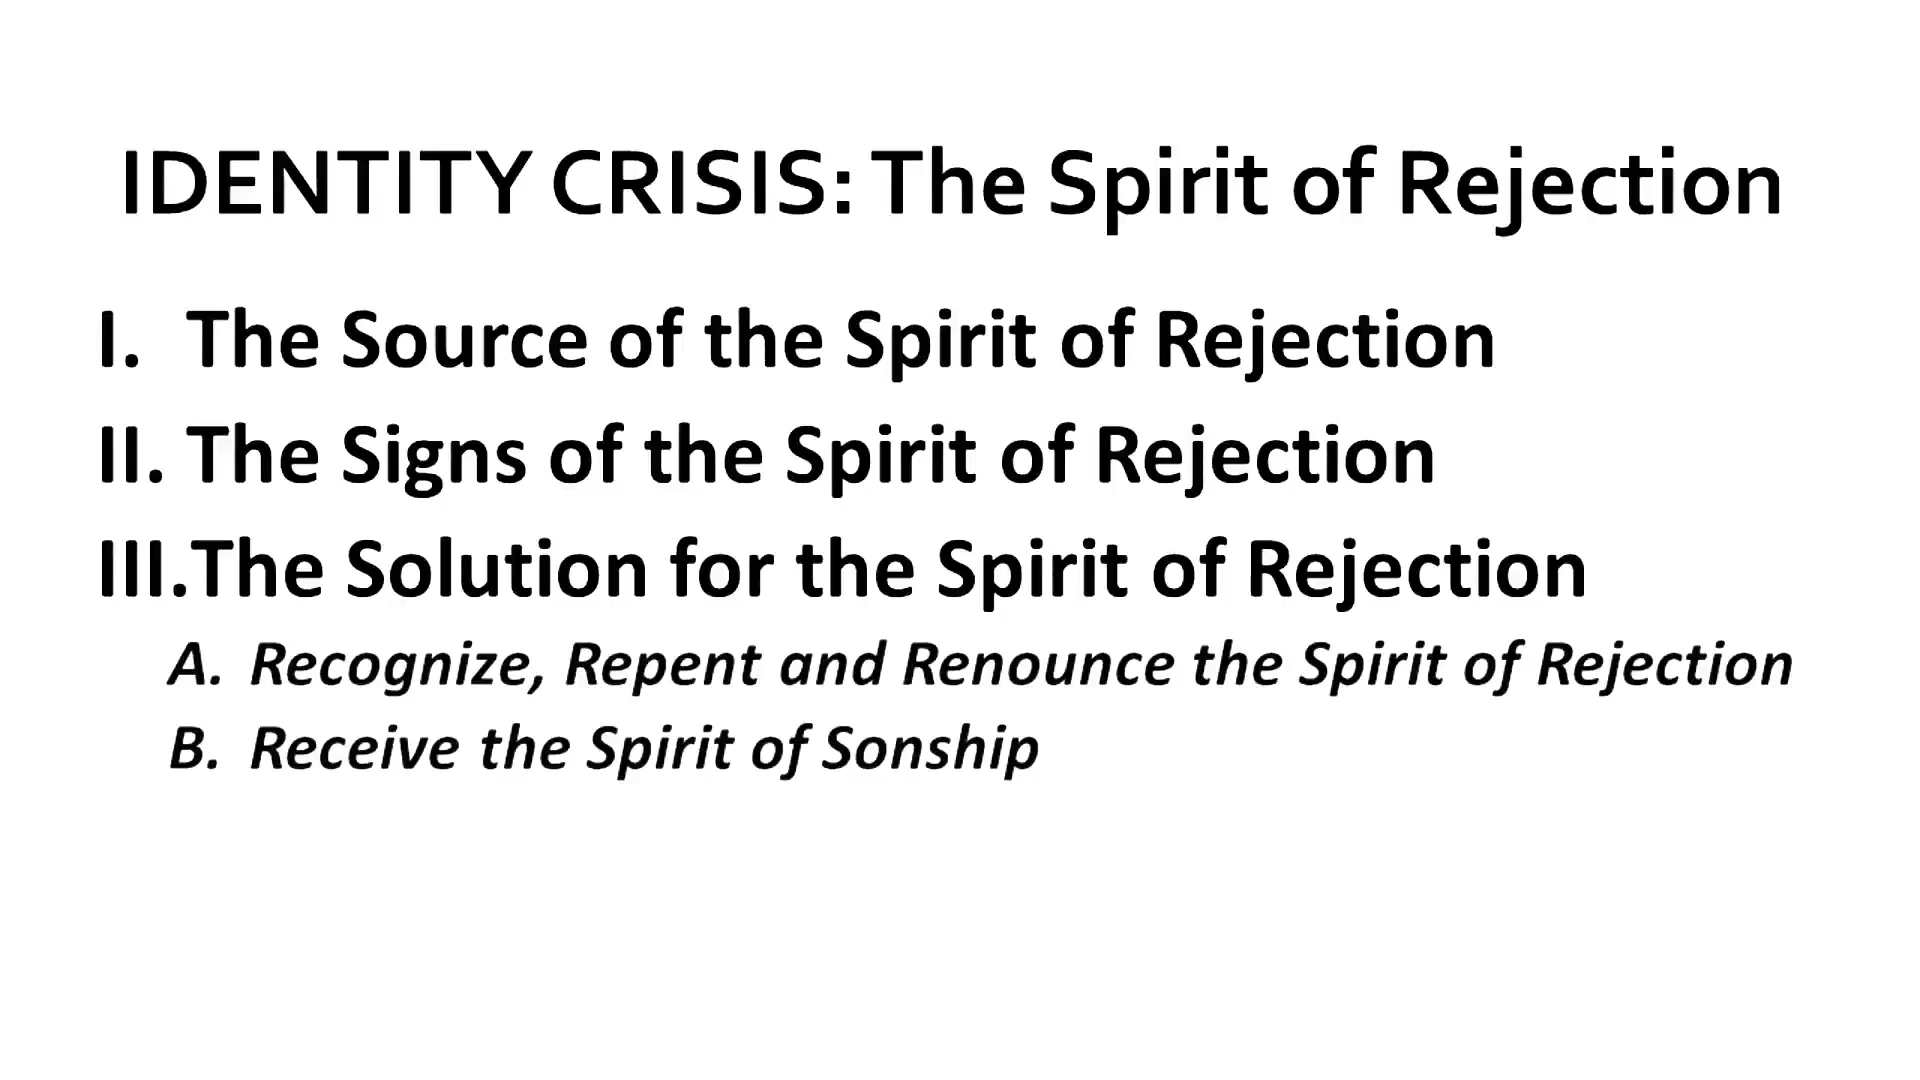 IDENTITY CRISIS: The Spirit of Rejection
I. The Source of the Spirit of Rejection
II. The Signs of the Spirit of Rejection
III.The Solution for the Spirit of Rejection
A. Recognize, Repent and Renounce the Spirit of Rejection
B. Receive the Spirit of Sonship